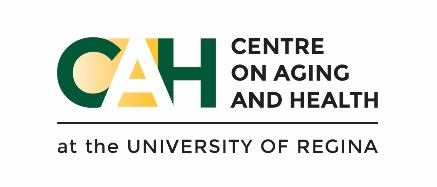 CAH
CENTRE
ON AGING
AND HEALTH
at the UNIVERSITY OF REGINA